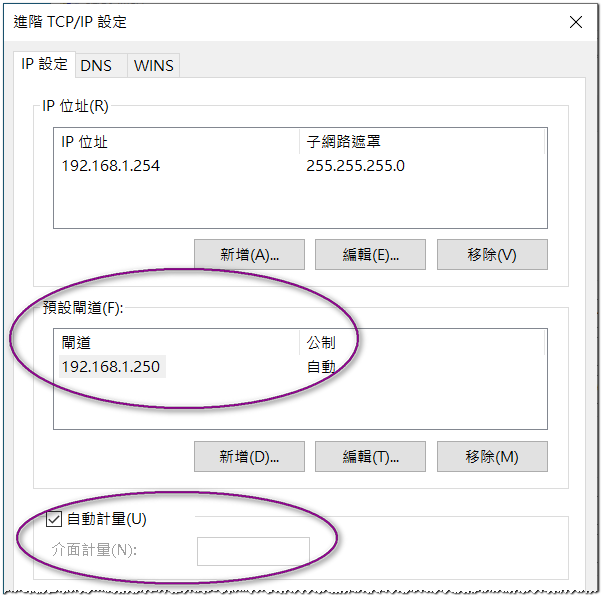 進階 TCP/IP 設定
IP 設定 DNS WINS
IP 位址(R)
IP 位址 子網路遮罩
192.168.1.254 255.255.255.0
新增(A)... 編輯(E)... 移除(V)
預設閘道(F):
閘道 公制
192.168.1.250 自動
新增(D)... 編輯(T)... 移除(M)
自動計量(U)
介面計量(N):